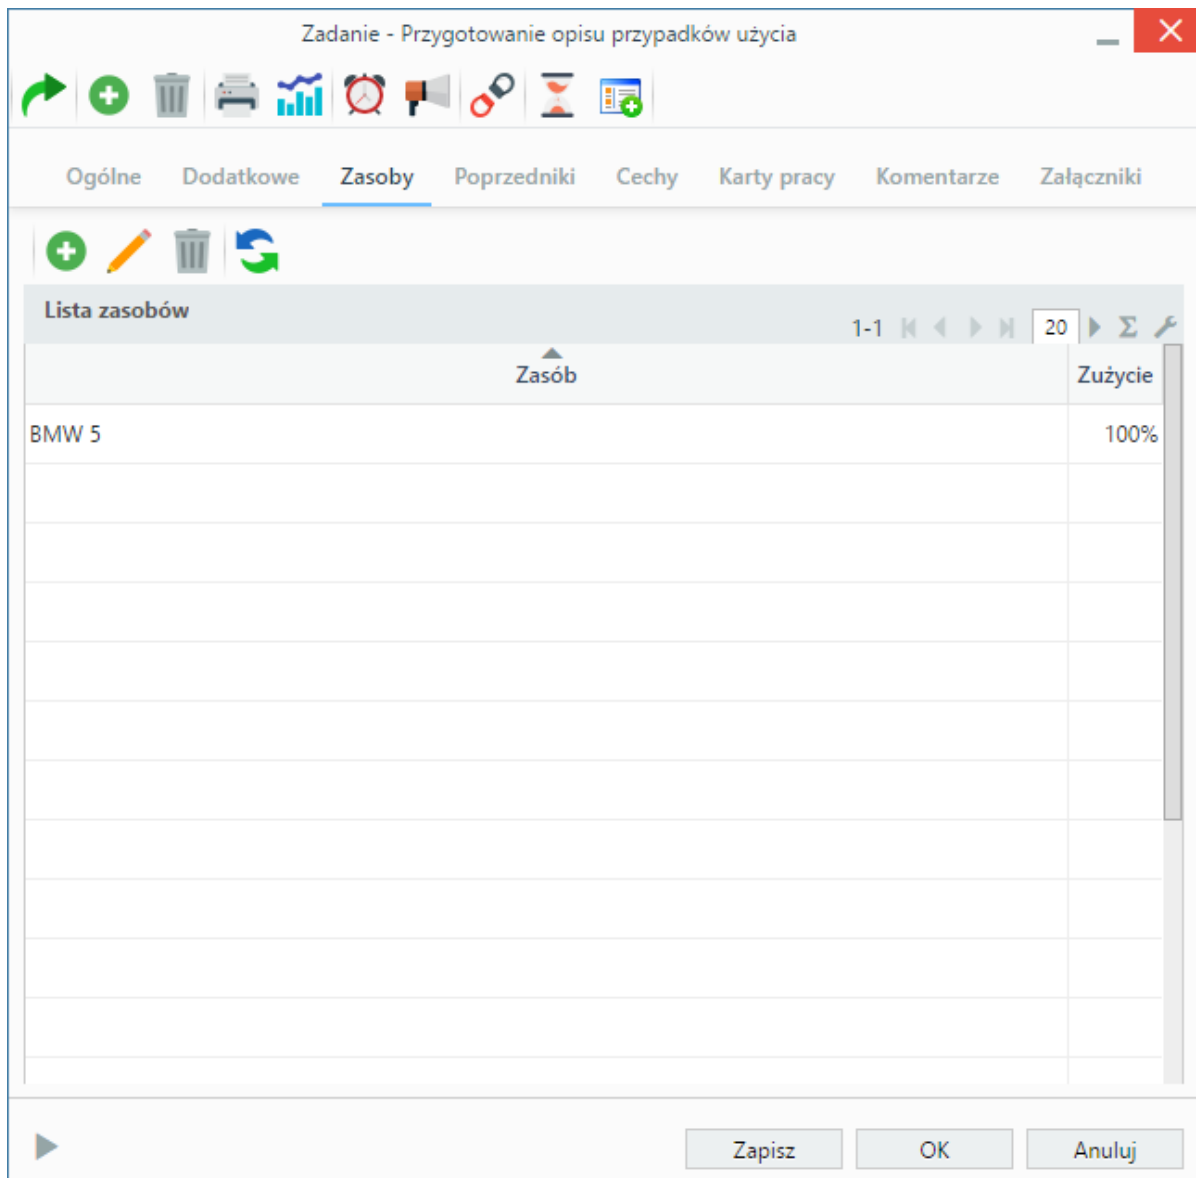 Zadanie - Przygotowanie opisu przypadków użycia
Ogólne Dodatkowe Zasoby Poprzedniki Cechy Karty pracy Komentarze Załączniki
Lista zasobów
1-1 20 Σ
Zasób Zużycie
BMW 5 100%
Zapisz OK Anuluj